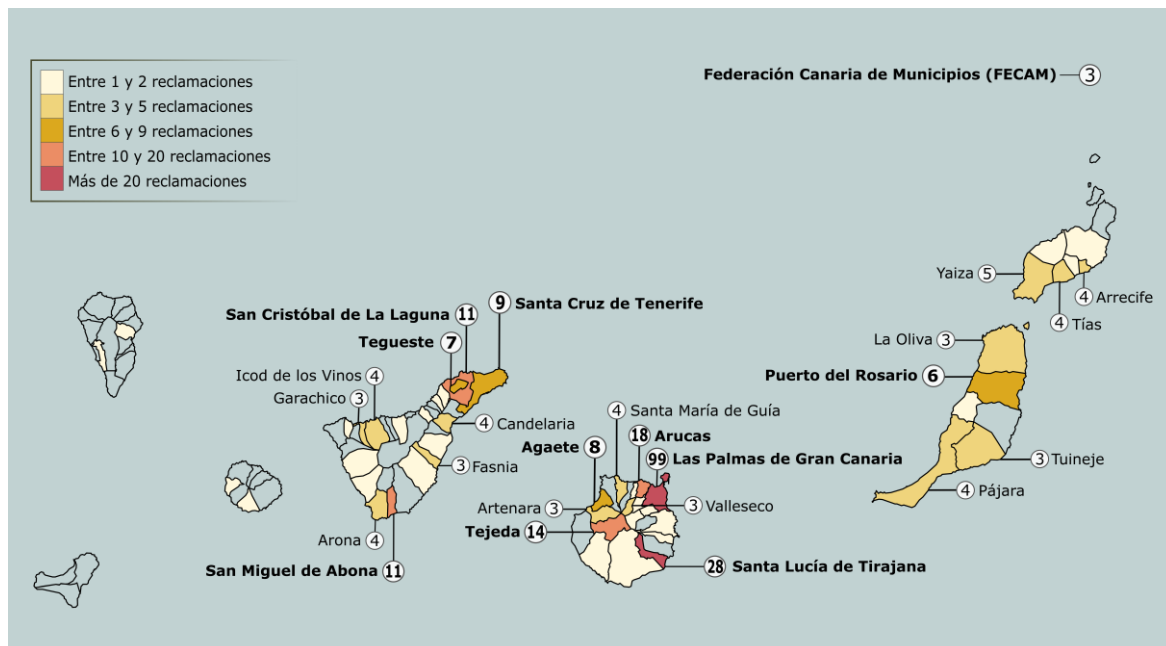 Entre 1 y 2 reclamaciones
Entre 3 y 5 reclamaciones
Entre 6 y 9 reclamaciones
Entre 10 y 20 reclamaciones
Más de 20 reclamaciones
Federación Canaria de Municipios (FECAM) 3
Yaiza 5
4 Arrecife
4 Tías
La Oliva 3
Puerto del Rosario 6
3 Tuineje
4 Pájara
9 Santa Cruz de Tenerife
San Cristóbal de La Laguna 11
Tegueste 7
Icod de los Vinos 4
Garachico 3
4 Candelaria
3 Fasnia
Arona 4
San Miguel de Abona 11
4 Santa María de Guía
18 Arucas
Agaete 8
99 Las Palmas de Gran Canaria
Artenara 3
3 Valleseco
Tejeda 14
28 Santa Lucía de Tirajana